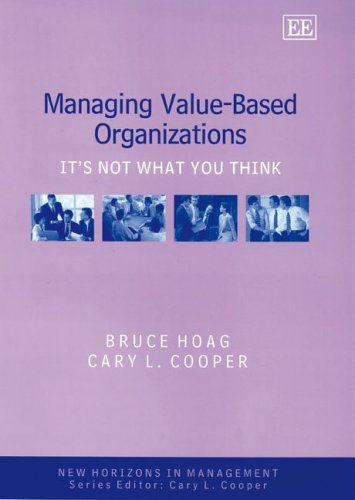 EE
Managing Value-Based
Organizations
IT'S NOT WHAT YOU THINK
BRUCE HOAG
CARY L. COOPER
NEW HORIZONS IN MANAGEMENT
Series Editor: Cary L. Cooper